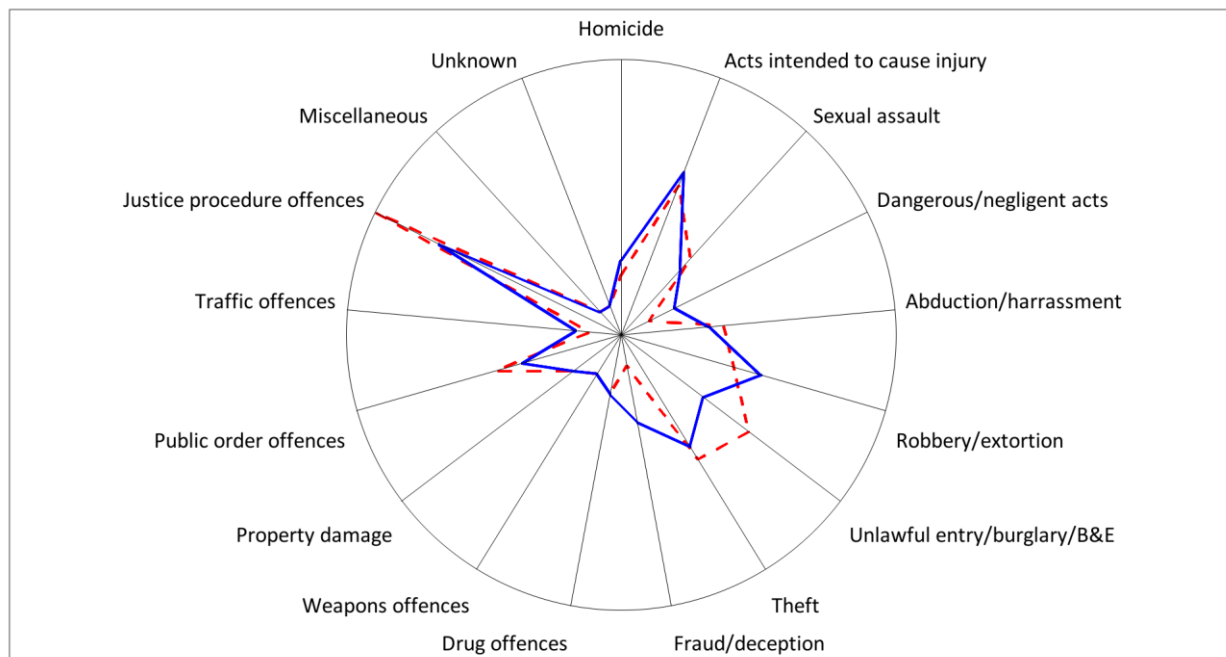 Homicide
Acts intended to cause injury
Sexual assault
Dangerous/negligent acts
Abduction/harrassment
Robbery/extortion
Unlawful entry/burglary/B&E
Theft
Fraud/deception
Drug offences
Weapons offences
Property damage
Public order offences
Traffic offences
Justice procedure offences
Miscellaneous
Unknown